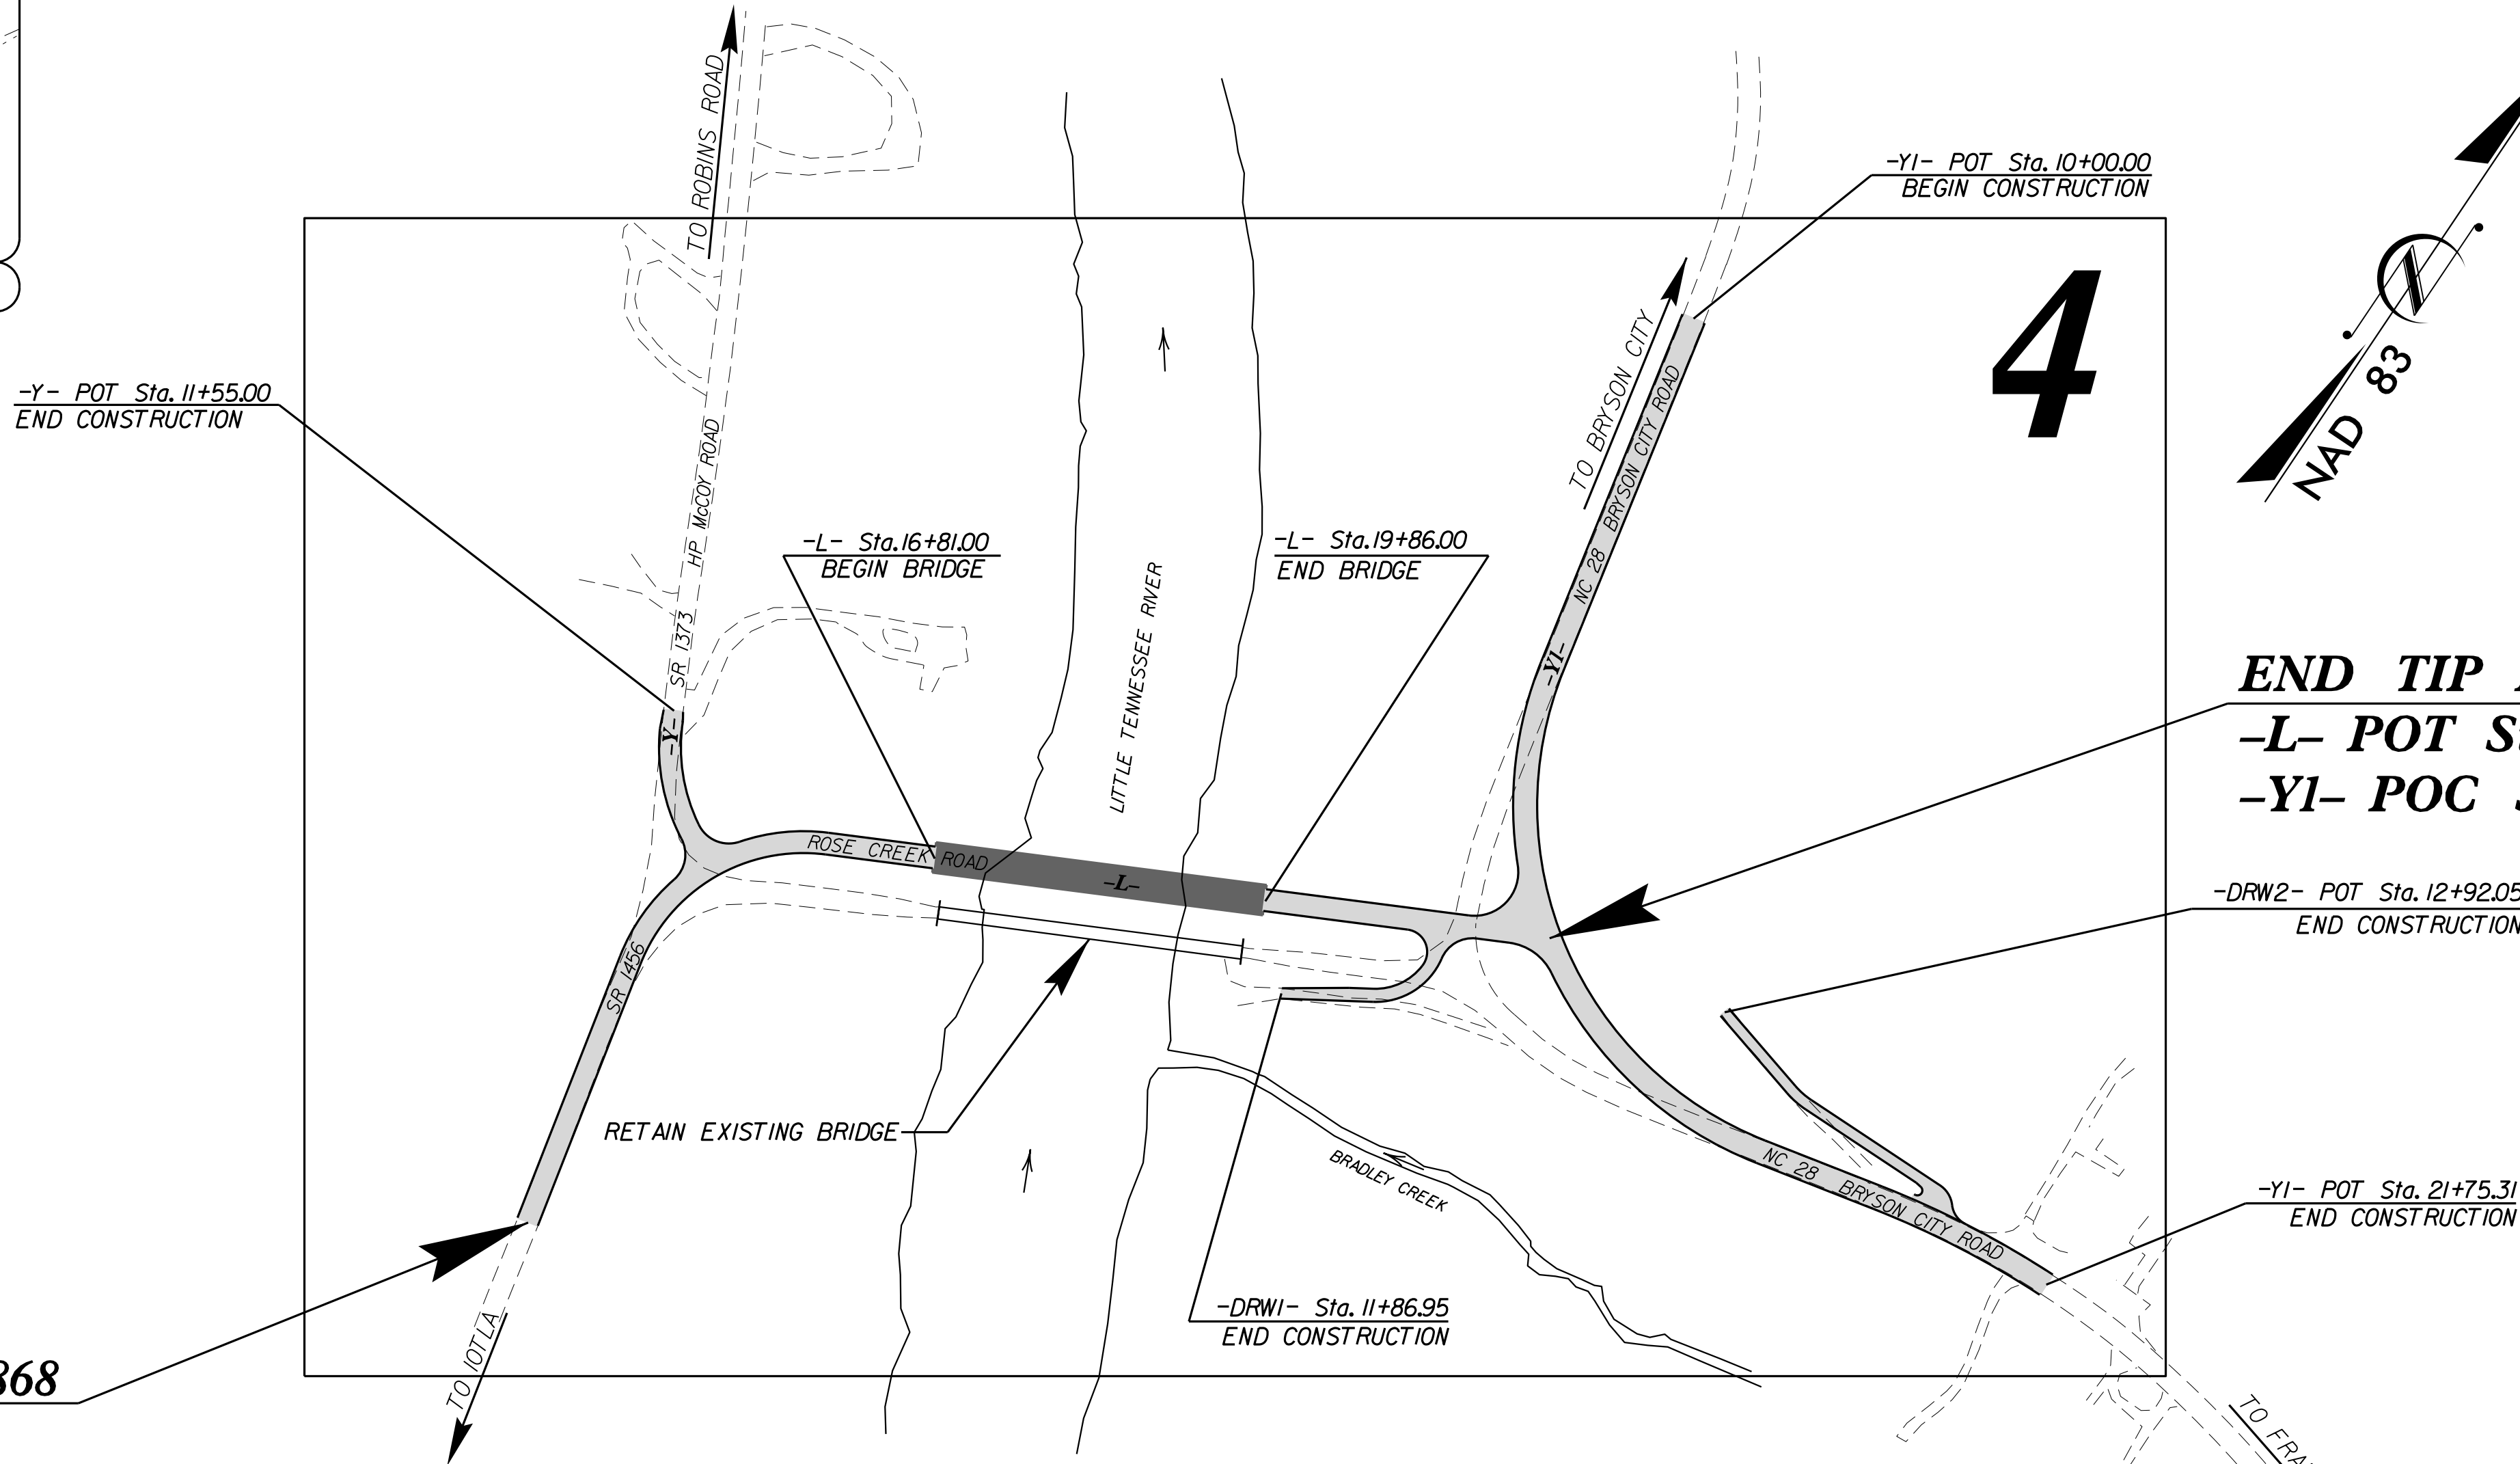 TO ROBINS ROAD
-Y1- POT Sta. 10+00.00
BEGIN CONSTRUCTION
4
NAD 83
N
TO BRYSON CITY
NC 28 BRYSON CITY ROAD
-Y- POT Sta. 11+55.00
END CONSTRUCTION
HP McCOY ROAD
SR 1373
-L- Sta.16+81.00
BEGIN BRIDGE
-L- Sta.19+86.00
END BRIDGE
LITTLE TENNESSEE RIVER
-Y1-
END TIP
-L- POT
-Y1- POC
-Y-
ROSE CREEK ROAD
-L-
-DRW2- POT Sta. 12+92.05
END CONSTRUCTION
SR 1456
RETAIN EXISTING BRIDGE
BRADLEY CREEK
NC 28 BRYSON CITY ROAD
-Y1- POT Sta. 21+75.31
END CONSTRUCTION
-DRW1- Sta. 11+86.95
END CONSTRUCTION
TO IOTLA
868
TO